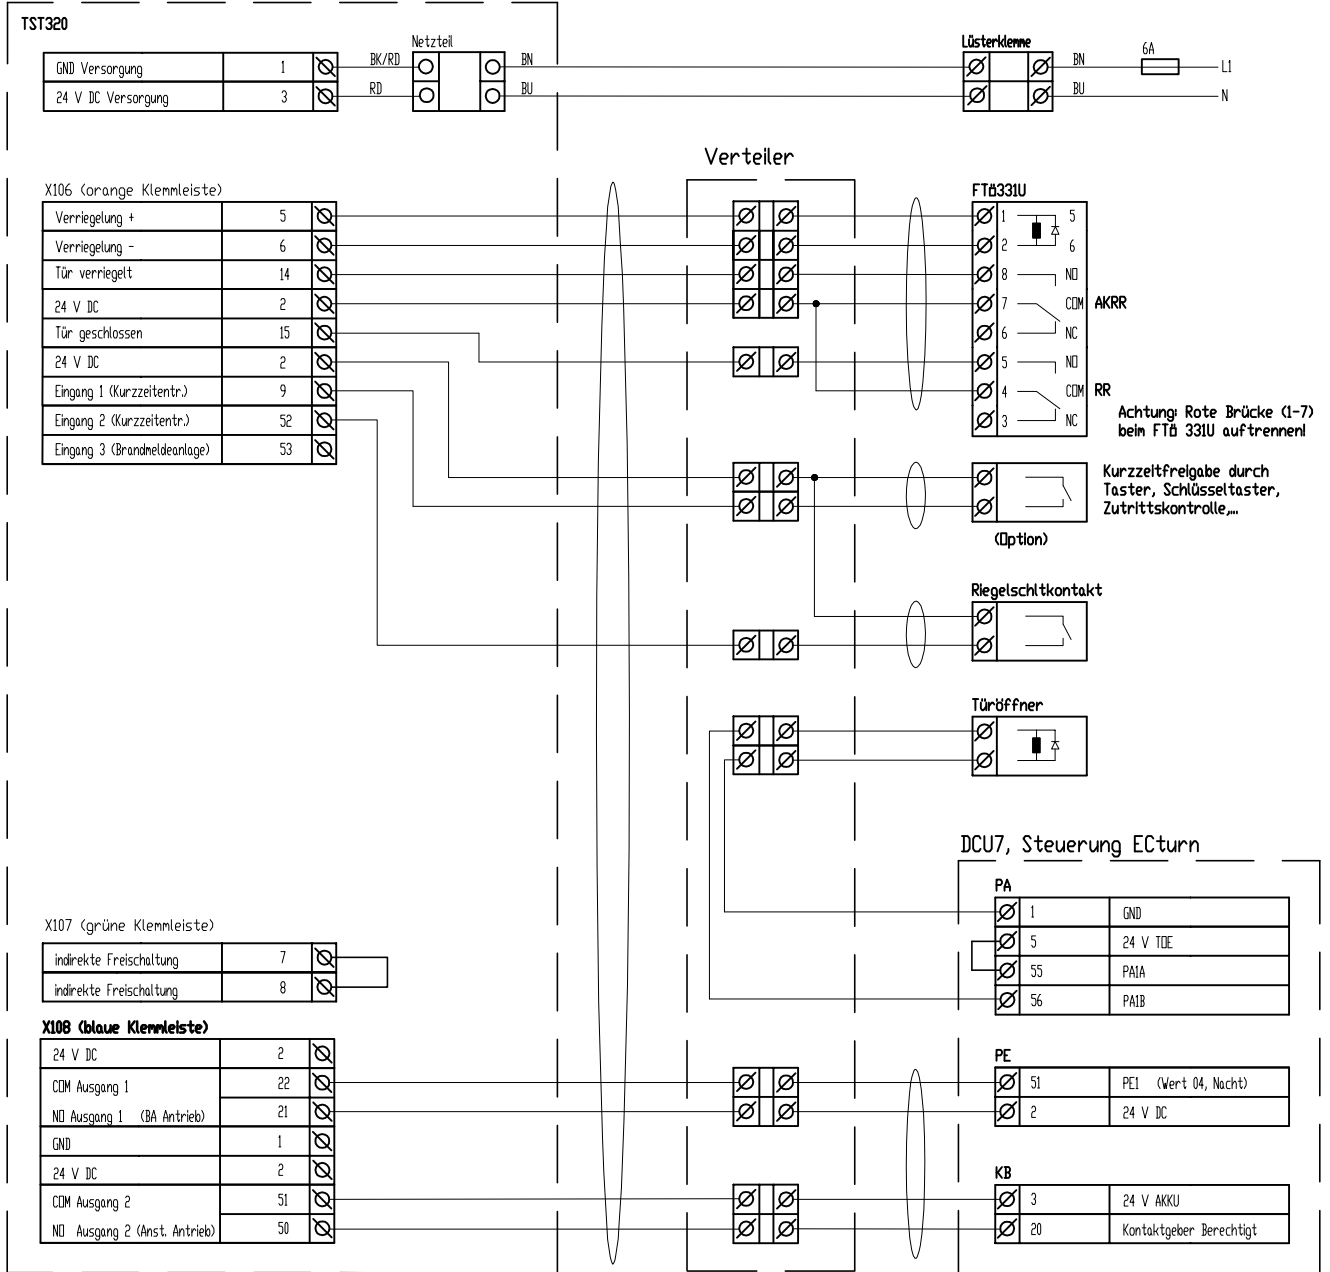 TST320
GND Versorgung 1
24 V DC Versorgung 3
BK/RD
RD
Netzteil
BN
BU
Lüsterklemme
BN
BU
6A
L1
N
Verteiler
X106 (orange Klemmleiste)
Verriegelung + 5
Verriegelung - 6
Tür verriegelt 14
24 V DC 2
Tür geschlossen 15
24 V DC 2
Eingang 1 (Kurzzeitentr.) 9
Eingang 2 (Kurzzeitentr.) 52
Eingang 3 (Brandmeldeanlage) 53
FTÖ331U
1 5
2 6
8 NO
7 COM AKRR
6 NC
5 NO
4 COM RR
3 NC
Achtung: Rote Brücke (1-7)
beim FTÖ 331U auftrennen!
Kurzzeitfreigabe durch
Taster, Schlüsseltaster,
Zutrittskontrolle,...
(Option)
Riegelschltkontakt
Türöffner
DCU7, Steuerung ECturn
PA
1 GND
5 24 V TOE
55 PA1A
56 PA1B
X107 (grüne Klemmleiste)
indirekte Freischaltung 7
indirekte Freischaltung 8
X108 (blaue Klemmleiste)
24 V DC 2
COM Ausgang 1 22
NO Ausgang 1 (BA Antrieb) 21
GND 1
24 V DC 2
COM Ausgang 2 51
NO Ausgang 2 (Anst. Antrieb) 50
PE
51 PE1 (Wert 04, Nacht)
2 24 V DC
KB
3 24 V AKKU
20 Kontaktgeber Berechtigt